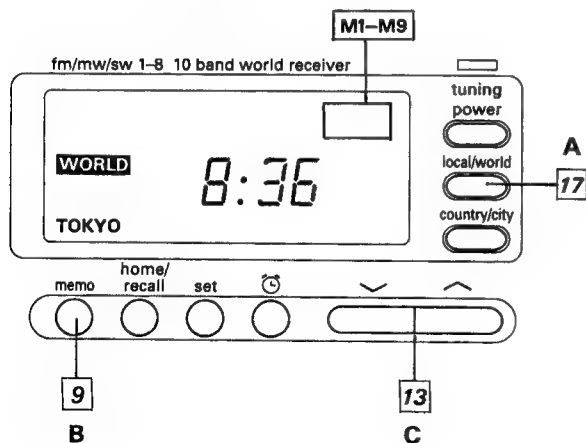 M1–M9
fm/mw/sw 1–8 10 band world receiver
tuning
power
WORLD
8:36
local/world
A
17
TOKYO
country/city
memo
home/
recall
set
9
13
B
C